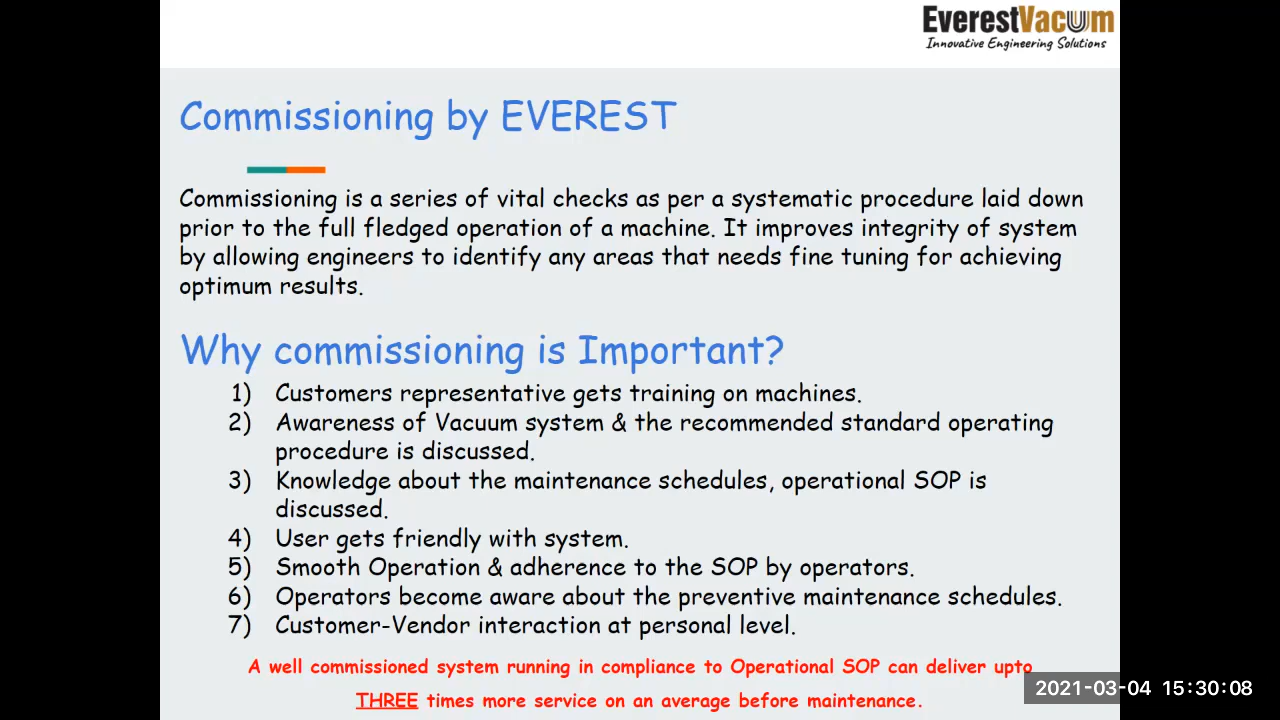 EverestVacuum
Innovative Engineering Solutions
Commissioning by EVEREST
Commissioning is a series of vital checks as per a systematic procedure laid down
prior to the full fledged operation of a machine. It improves integrity of system
by allowing engineers to identify any areas that needs fine tuning for achieving
optimum results.
Why commissioning is Important?
1) Customers representative gets training on machines.
2) Awareness of Vacuum system & the recommended standard operating
procedure is discussed.
3) Knowledge about the maintenance schedules, operational SOP is
discussed.
4) User gets friendly with system.
5) Smooth Operation & adherence to the SOP by operators.
6) Operators become aware about the preventive maintenance schedules.
7) Customer-Vendor interaction at personal level.
A well commissioned system running in compliance to Operational SOP can deliver upto
THREE times more service on an average before maintenance.
2021-03-04 15:30:08